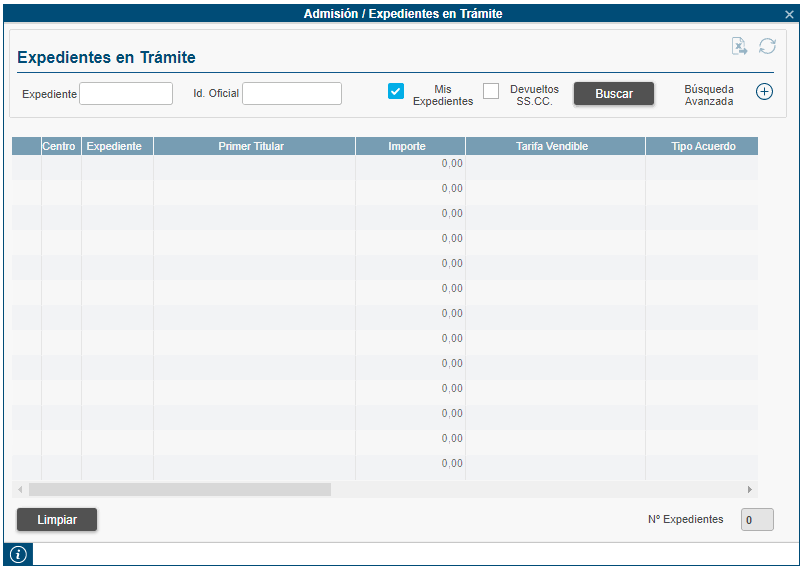 Admisión / Expedientes en Trámite
Expedientes en Trámite
Expediente
Id. Oficial
Mis
Expedientes
Devueltos
SS.CC.
Buscar
Búsqueda
Avanzada
Centro Expediente Primer Titular Importe Tarifa Vendible Tipo Acuerdo
0,00
0,00
0,00
0,00
0,00
0,00
0,00
0,00
0,00
0,00
0,00
0,00
0,00
Limpiar
Nº Expedientes 0